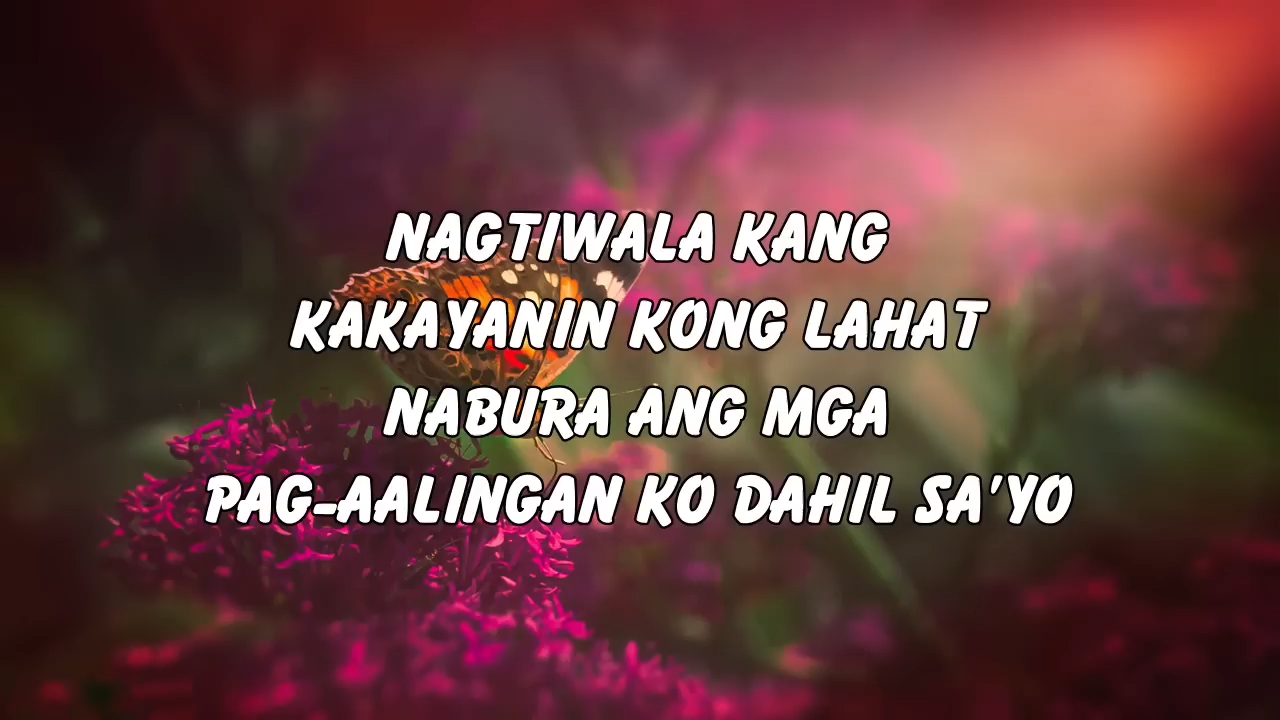 NAGTIWALA KANG
KAKAYANIN KONG LAHAT
NABURA ANG MGA
PAG-AALINGAN KO DAHIL SA'YO